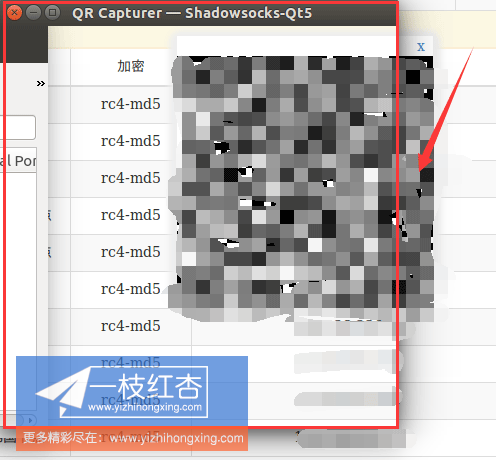 QR Capturer — Shadowsocks-Qt5
x
加密
»
rc4-md5
rc4-md5
al Por
rc4-md5
rc4-md5
rc4-md5
rc4-md5
rc4-md5
rc4-md5
rc4-md5
一枝红杏
www.yizhihongxing.com
更多精彩尽在：www.yizhihongxing.com